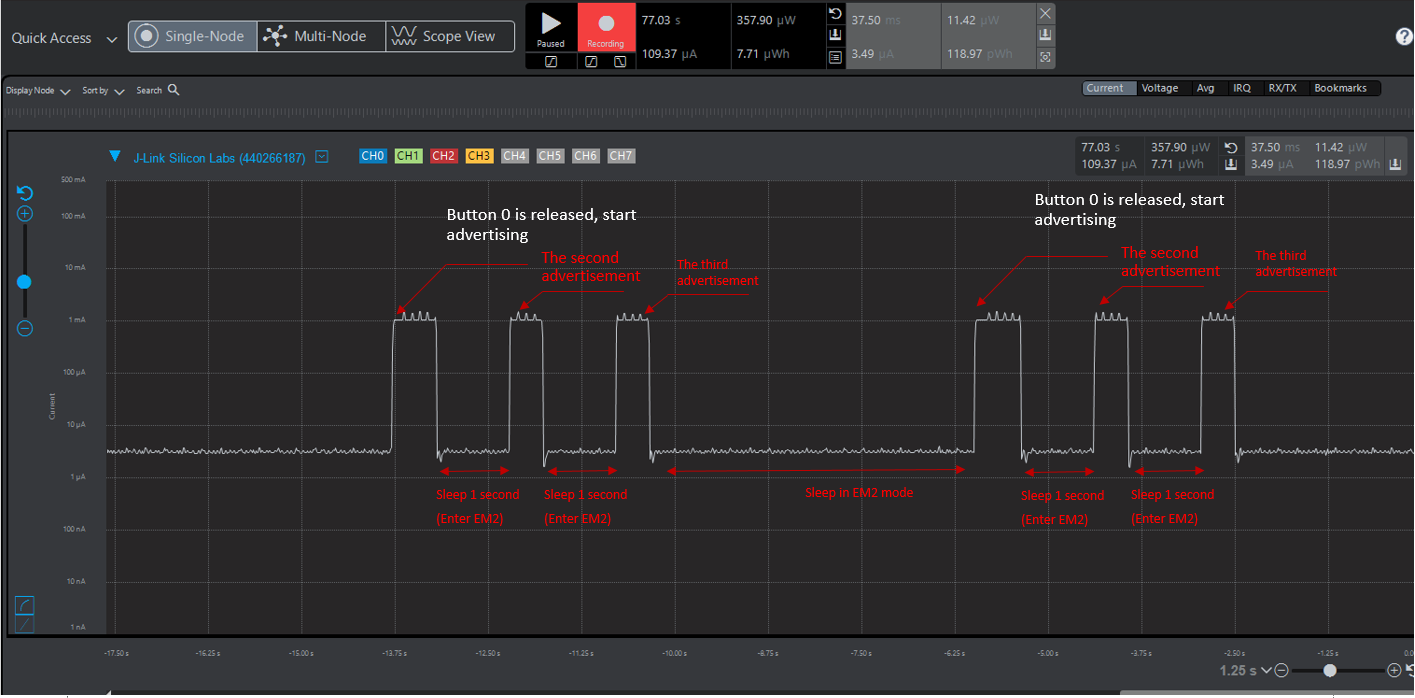 Quick Access
Single-Node
Multi-Node
Scope View
Paused
Recording
77.03 s
357.90 µW
109.37 µA
7.71 µWh
37.50 ms
11.42 µW
3.49 µA
118.97 pWh
?
Display Node
Sort by
Search
Current
Voltage
Avg
IRQ
RX/TX
Bookmarks
J-Link Silicon Labs (440266187)
CH0
CH1
CH2
CH3
CH4
CH5
CH6
CH7
77.03 s
357.90 µW
37.50 ms
11.42 µW
109.37 µA
7.71 µWh
3.49 µA
118.97 pWh
500 mA
100 mA
10 mA
1 mA
100 µA
10 µA
1 µA
100 nA
10 nA
1 nA
Current
Button 0 is released, start
advertising
The second
advertisement
The third
advertisement
Button 0 is released, start
advertising
The second
advertisement
The third
advertisement
Sleep 1 second
(Enter EM2)
Sleep 1 second
(Enter EM2)
Sleep in EM2 mode
Sleep 1 second
(Enter EM2)
Sleep 1 second
(Enter EM2)
-17.50 s
-16.25 s
-15.00 s
-13.75 s
-12.50 s
-11.25 s
-10.00 s
-8.75 s
-7.50 s
-6.25 s
-5.00 s
-3.75 s
-2.50 s
-1.25 s
0.0
1.25 s